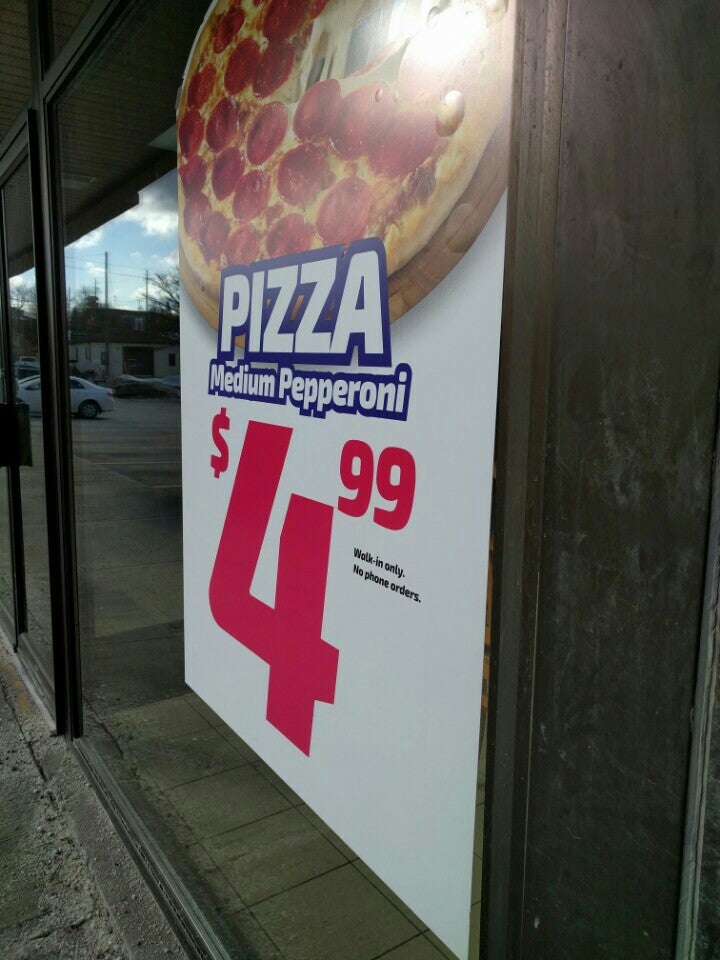 PIZZA
Medium Pepperoni
$4.99
Walk-in only.
No phone orders.